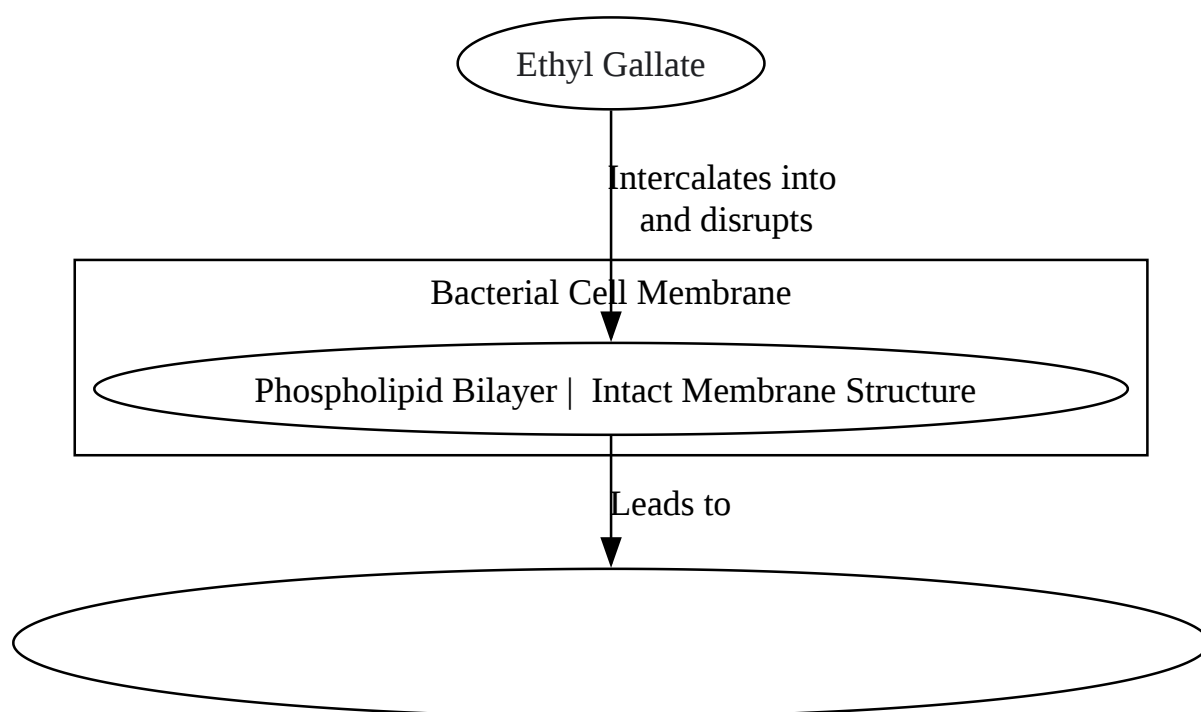 Ethyl Gallate
Intercalates into
and disrupts
Bacterial Cell Membrane
Phospholipid Bilayer | Intact Membrane Structure
Leads to